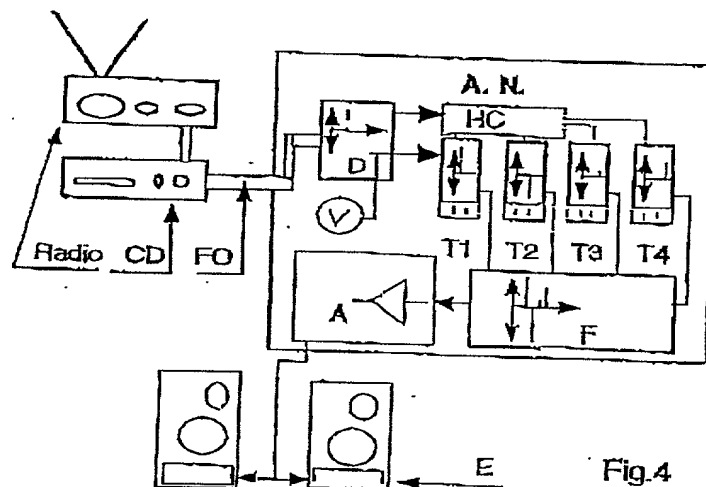 A. N.
HC
D
V
Radio CD FO
T1 T2 T3 T4
A
F
E
Fig.4